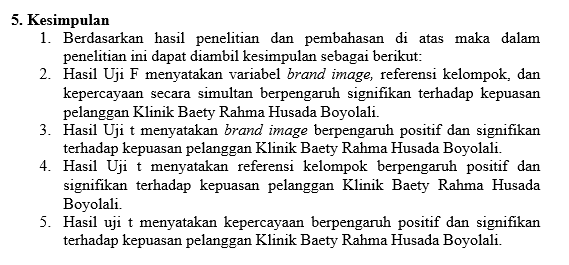 5. Kesimpulan
1. Berdasarkan hasil penelitian dan pembahasan di atas maka dalam
penelitian ini dapat diambil kesimpulan sebagai berikut:
2. Hasil Uji F menyatakan variabel brand image, referensi kelompok, dan
kepercayaan secara simultan berpengaruh signifikan terhadap kepuasan
pelanggan Klinik Baety Rahma Husada Boyolali.
3. Hasil Uji t menyatakan brand image berpengaruh positif dan signifikan
terhadap kepuasan pelanggan Klinik Baety Rahma Husada Boyolali.
4. Hasil Uji t menyatakan referensi kelompok berpengaruh positif dan
signifikan terhadap kepuasan pelanggan Klinik Baety Rahma Husada
Boyolali.
5. Hasil uji t menyatakan kepercayaan berpengaruh positif dan signifikan
terhadap kepuasan pelanggan Klinik Baety Rahma Husada Boyolali.